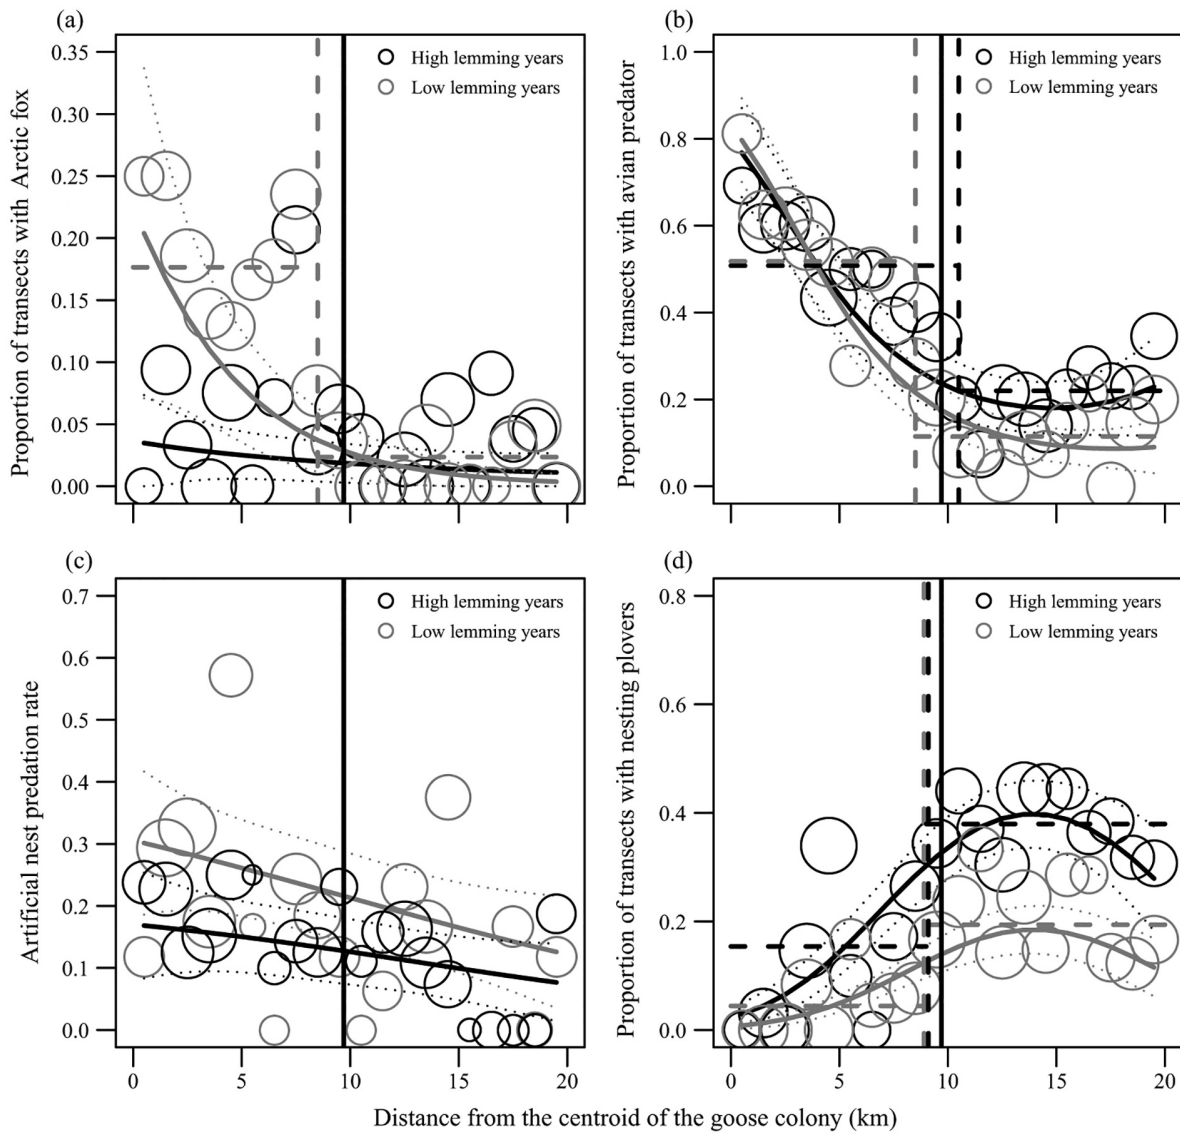 (a)
Proportion of transects with Arctic fox
0.35
0.30
0.25
0.20
0.15
0.10
0.05
0.00
High lemming years
Low lemming years
(b)
Proportion of transects with avian predator
1.0
0.8
0.6
0.4
0.2
0.0
High lemming years
Low lemming years
(c)
Artificial nest predation rate
0.7
0.6
0.5
0.4
0.3
0.2
0.1
0.0
High lemming years
Low lemming years
0 5 10 15 20
(d)
Proportion of transects with nesting plovers
0.8
0.6
0.4
0.2
0.0
High lemming years
Low lemming years
0 5 10 15 20
Distance from the centroid of the goose colony (km)